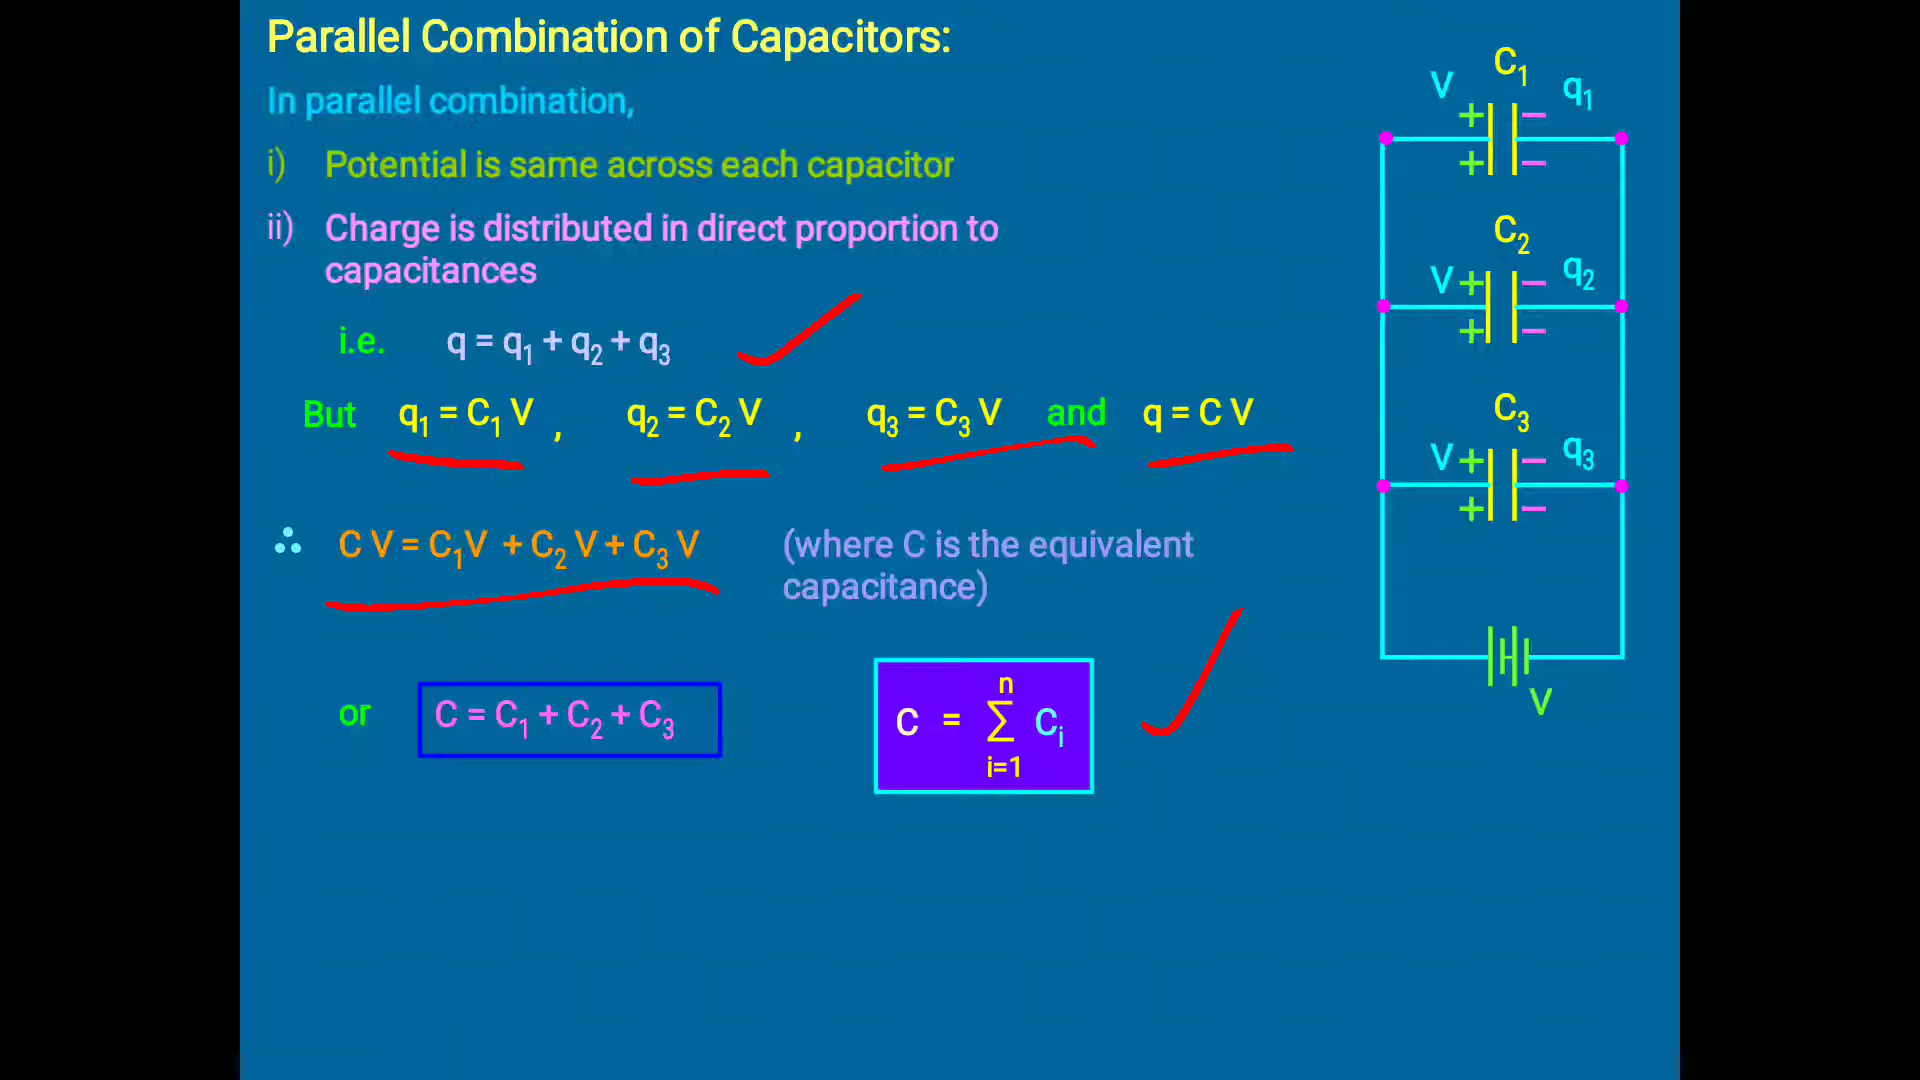 Parallel Combination of Capacitors:
In parallel combination,
i) Potential is same across each capacitor
ii) Charge is distributed in direct proportion to
capacitances
i.e. q = q₁ + q₂ + q₃
But q₁ = C₁ V , q₂ = C₂ V , q₃ = C₃ V and q = C V
∴ C V = C₁V + C₂ V + C₃ V (where C is the equivalent
capacitance)
or C = C₁ + C₂ + C₃
n
C = ∑ Cᵢ
i=1
C₁
V q₁
+ −
+ −
C₂
V + − q₂
+ −
C₃
V + − q₃
+ −
V